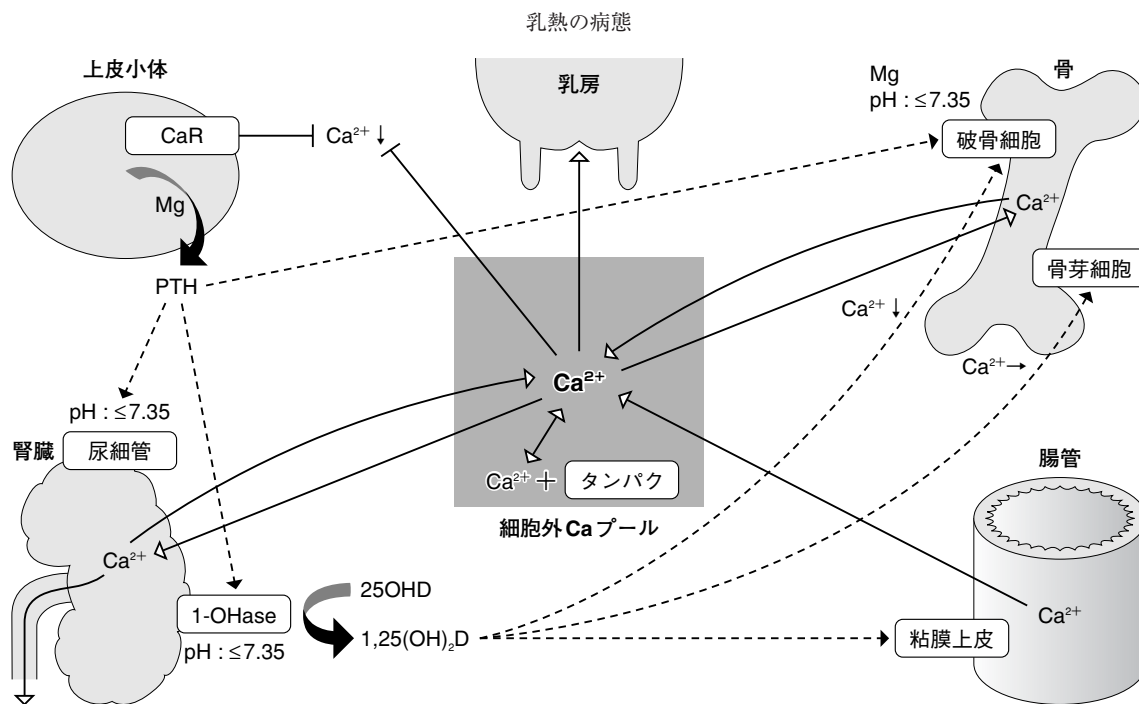 乳熱の病態
上皮小体
CaR
Ca²⁺↓
Mg
PTH
乳房
骨
Mg
pH:≤7.35
破骨細胞
Ca²⁺
骨芽細胞
Ca²⁺↓
Ca²⁺→
Ca²⁺
Ca²⁺+ タンパク
細胞外Caプール
pH:≤7.35
腎臓
尿細管
Ca²⁺
1-OHase
pH:≤7.35
25OHD
1,25(OH)₂D
腸管
Ca²⁺
粘膜上皮